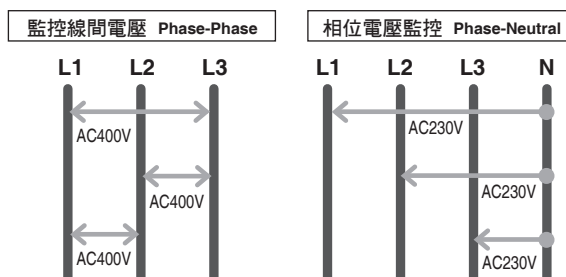 監控線間電壓 Phase-Phase
L1 L2 L3
AC400V
AC400V
AC400V
相位電壓監控 Phase-Neutral
L1 L2 L3 N
AC230V
AC230V
AC230V